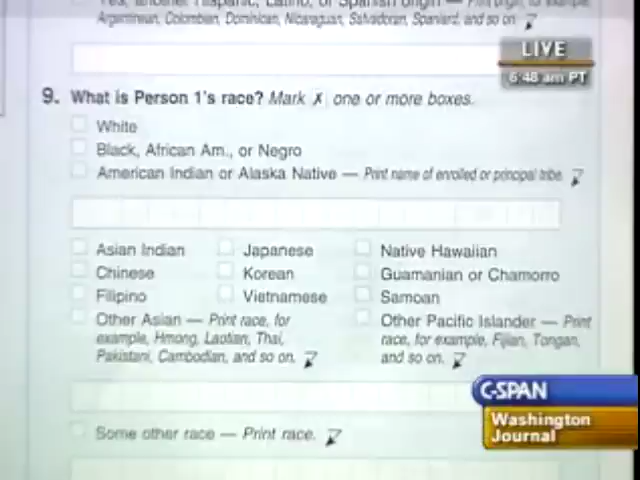 Yes, another Hispanic, Latino, or Spanish origin — Print origin, for example,
Argentinean, Colombian, Dominican, Nicaraguan, Salvadoran, Spaniard, and so on.
LIVE
6:48 am PT
9. What is Person 1's race? Mark X one or more boxes.
White
Black, African Am., or Negro
American Indian or Alaska Native — Print name of enrolled or principal tribe.
Asian Indian
Japanese
Native Hawaiian
Chinese
Korean
Guamanian or Chamorro
Filipino
Vietnamese
Samoan
Other Asian — Print race, for
example, Hmong, Laotian, Thai,
Pakistani, Cambodian, and so on.
Other Pacific Islander — Print
race, for example, Fijian, Tongan,
and so on.
Some other race — Print race.
C-SPAN
Washington
Journal